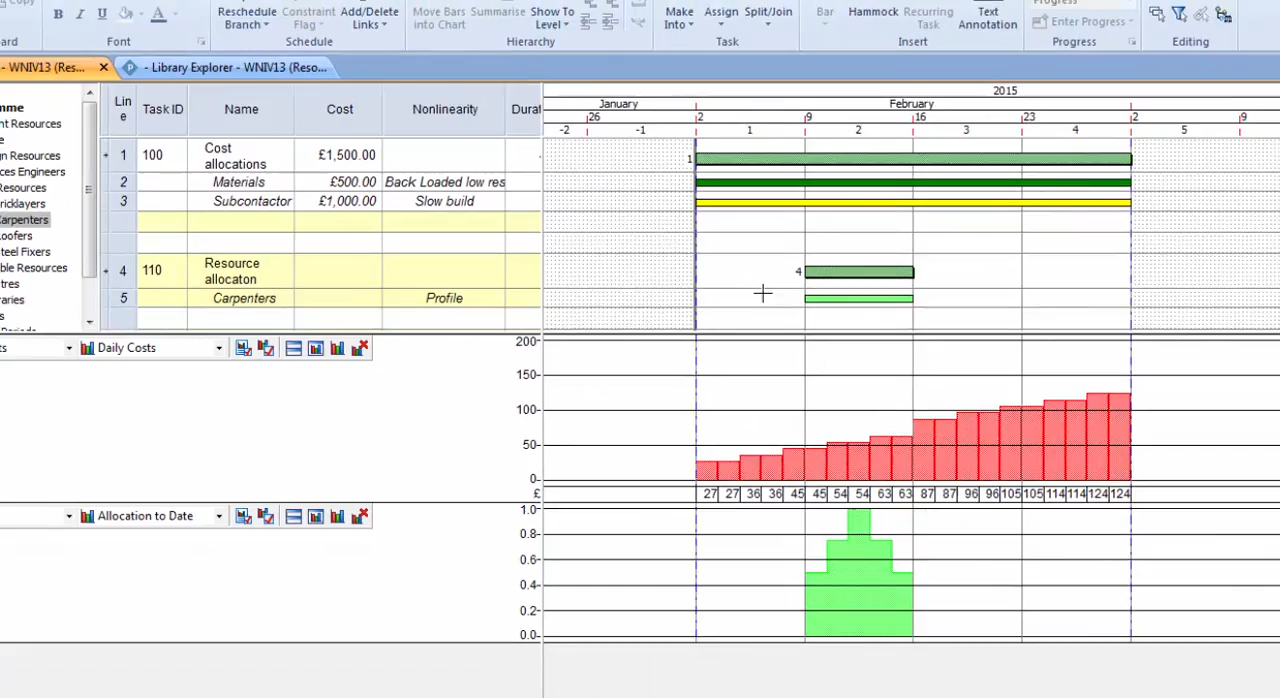 Copy
Progress
B I U A
Reschedule Constraint Add/Delete
Branch Flag Links
Move Bars Summarise Show To
into Chart Level
Make Assign Split/Join
Into
Bar Hammock Recurring Text
Task Annotation
Enter Progress
ard Font Schedule Hierarchy Task Insert Progress Editing
- WNIV13 (Res... - Library Explorer - WNIV13 (Reso...
mme
nt Resources
e
gn Resources
ces Engineers
Resources
ricklayers
Carpenters
oofers
teel Fixers
ble Resources
tres
raries
s
Periods
Lin
e Task ID Name Cost Nonlinearity Durat
1 100 Cost
allocations £1,500.00
2 Materials £500.00 Back Loaded low res
3 Subcontactor £1,000.00 Slow build
4 110 Resource
allocaton
5 Carpenters Profile
2015
January February
26 2 9 16 23 2 9
-2 -1 1 2 3 4 5
1
4
ts Daily Costs
200
150
100
50
0
£ 27 27 36 36 45 45 54 54 63 63 87 87 96 96 105 105 114 114 124 124
Allocation to Date
1.0
0.8
0.6
0.4
0.2
0.0